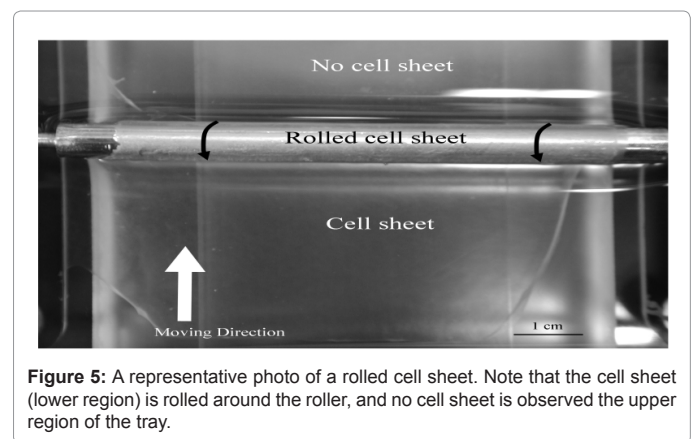 No cell sheet
Rolled cell sheet
Cell sheet
Moving Direction
1 cm
Figure 5: A representative photo of a rolled cell sheet. Note that the cell sheet
(lower region) is rolled around the roller, and no cell sheet is observed the upper
region of the tray.